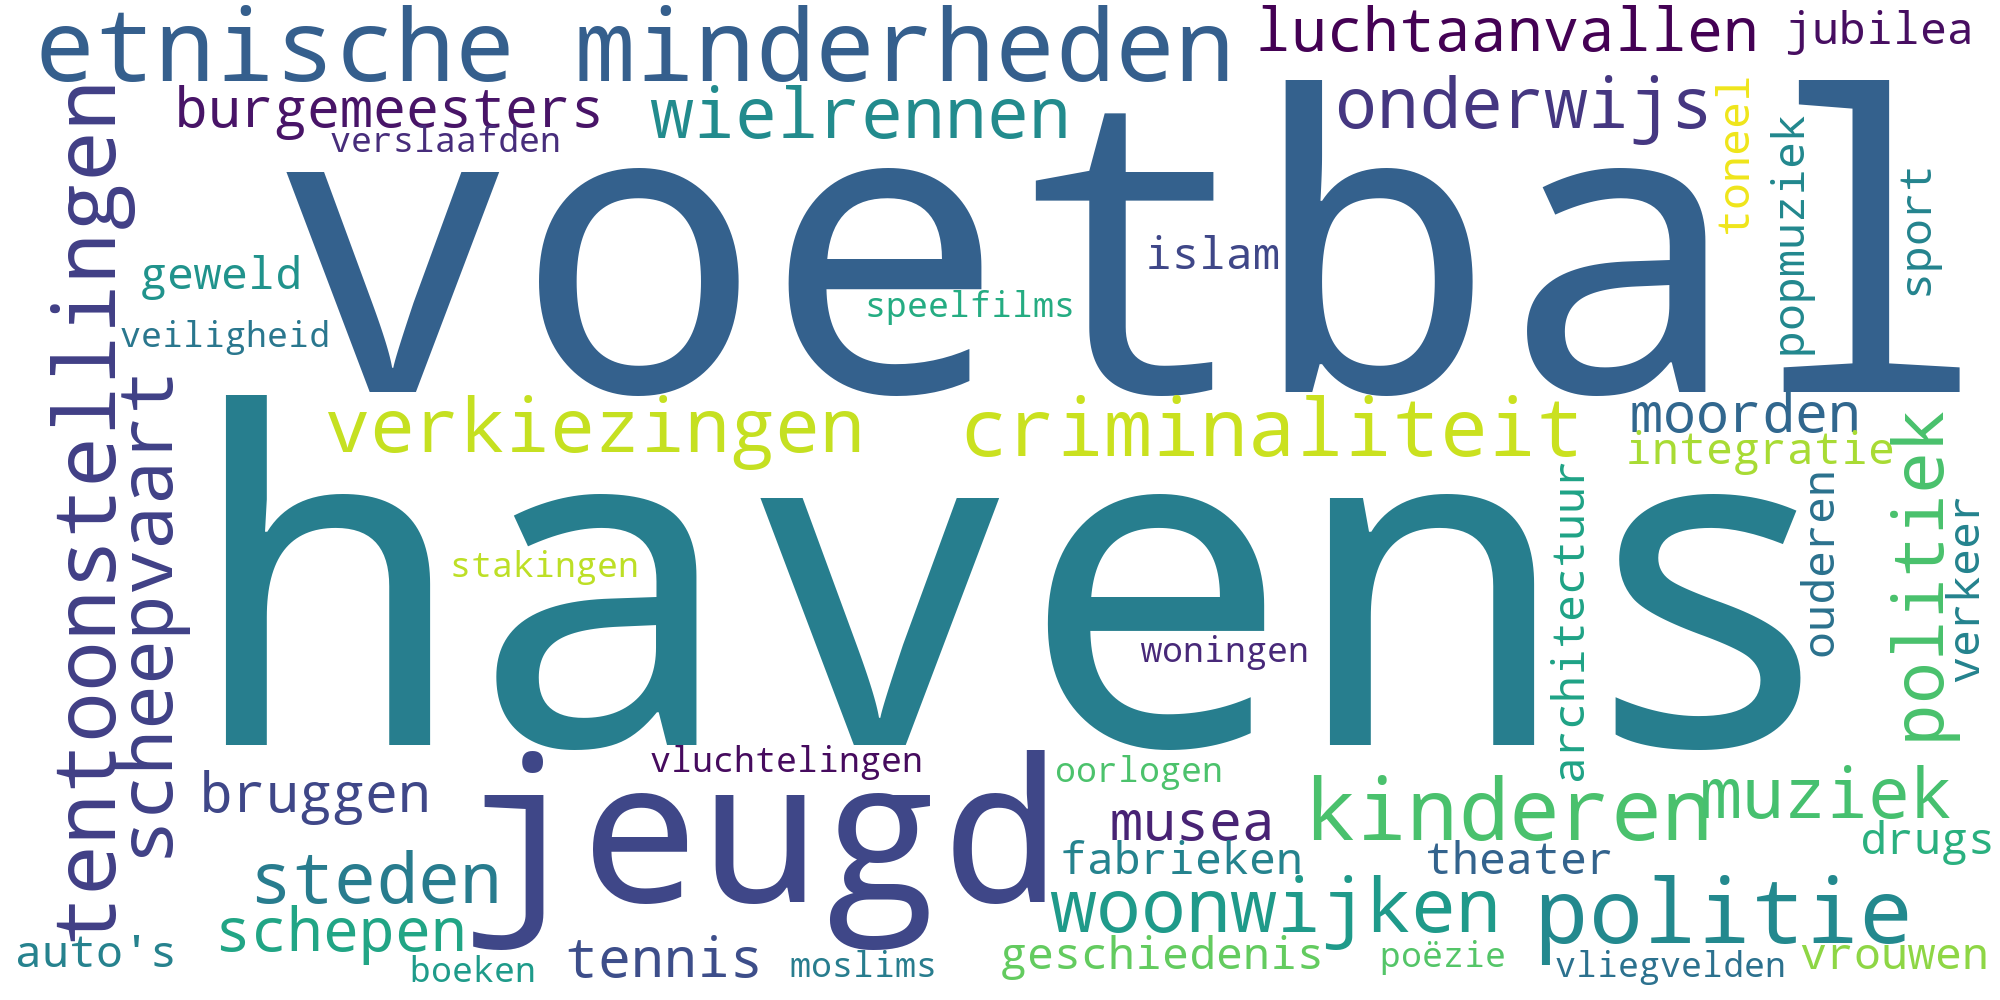 etnische minderheden
luchtaanvallen
jubilea
burgemeesters
wielrennen
onderwijs
verslaafden
toneel
popmuziek
sport
voetbal
tentoonstellingen
geweld
islam
speelfilms
veiligheid
scheepvaart
verkiezingen
criminaliteit
moorden
integratie
politiek
havens
stakingen
architectuur
ouderen
verkeer
woningen
vluchtelingen
oorlogen
bruggen
jeugd
musea
kinderen
muziek
drugs
steden
fabrieken
theater
schepen
woonwijken
politie
auto's
boeken
tennis
moslims
geschiedenis
poëzie
vliegvelden
vrouwen